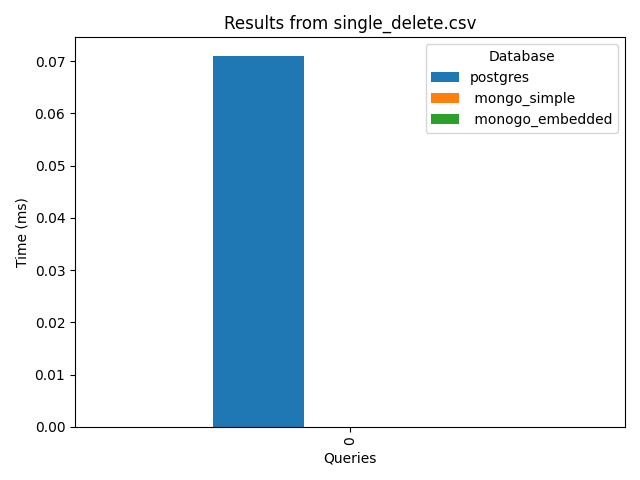 Results from single_delete.csv
Database
postgres
mongo_simple
monogo_embedded
Time (ms)
0.07
0.06
0.05
0.04
0.03
0.02
0.01
0.00
0
Queries